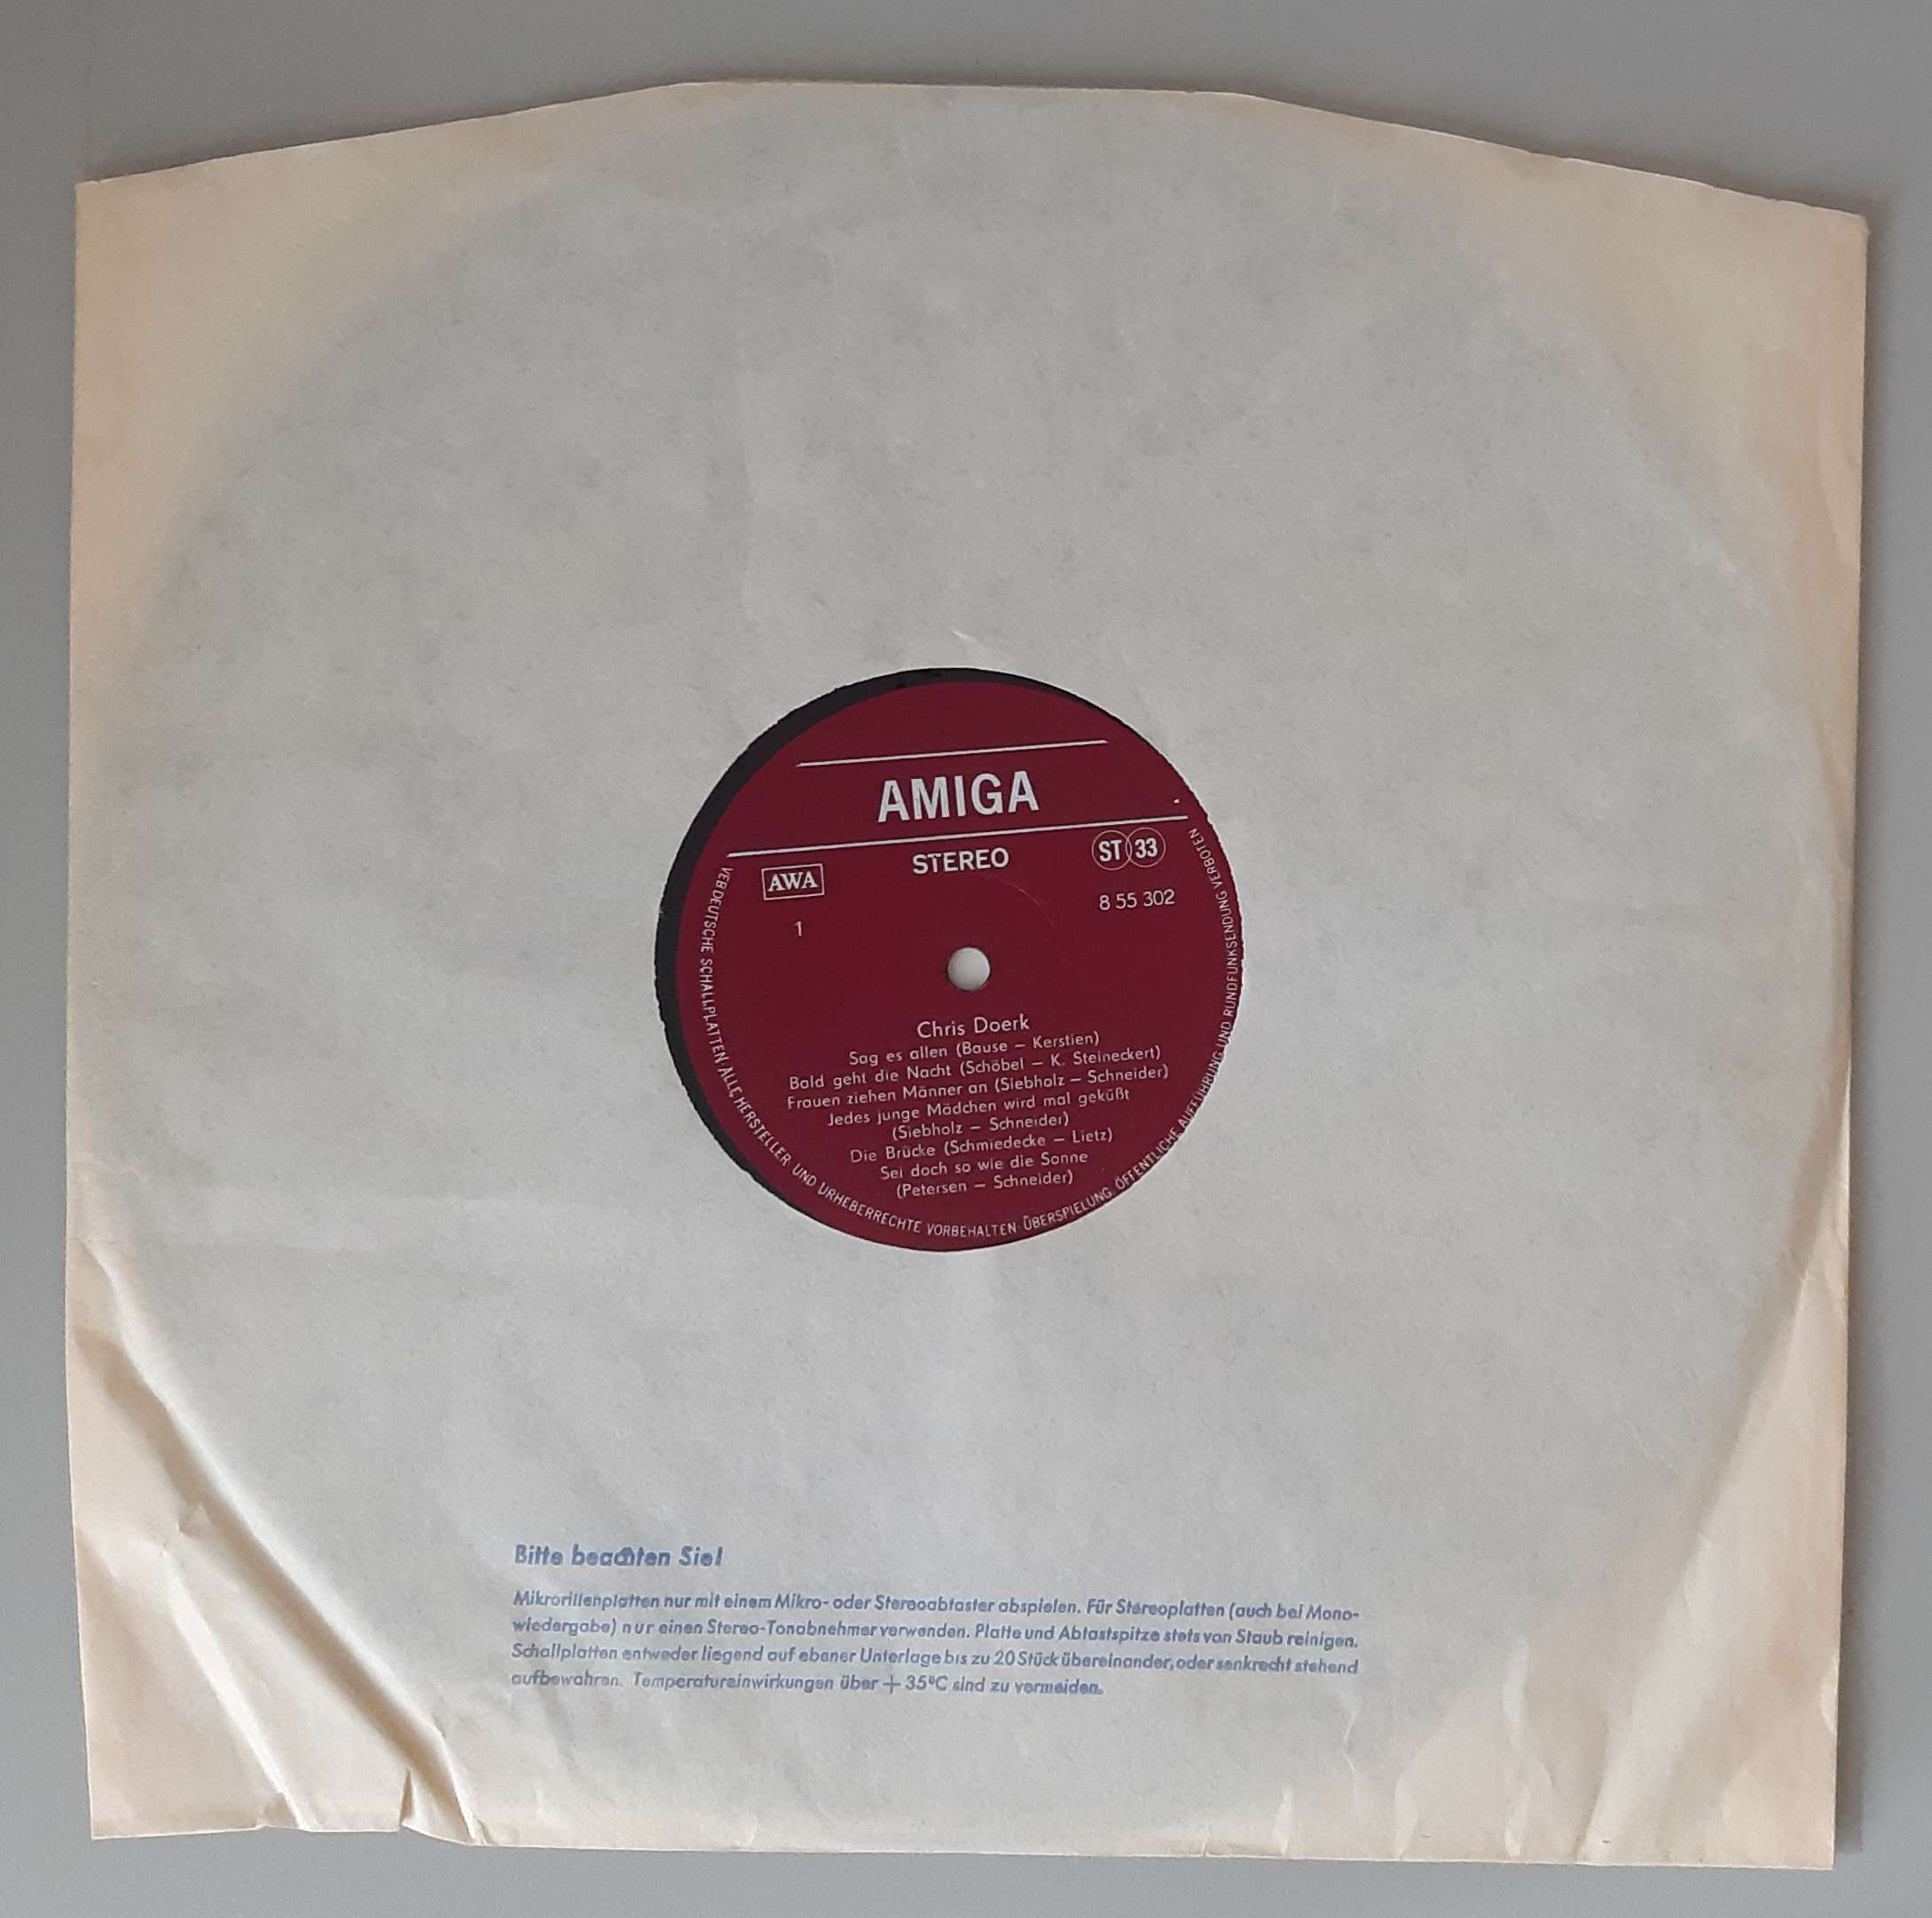 AMIGA
STEREO
ST 33
AWA
8 55 302
1
Chris Doerk
Sag es allen (Bause – Kerstien)
Bald geht die Nacht (Schöbel – K. Steineckert)
Frauen ziehen Männer an (Siebholz – Schneider)
Jedes junge Mädchen wird mal geküßt
(Siebholz – Schneider)
Die Brücke (Schmiedecke – Lietz)
Sei doch so wie die Sonne
(Petersen – Schneider)
VEB DEUTSCHE SCHALLPLATTEN · ALLE HERSTELLER UND URHEBERRECHTE VORBEHALTEN · ÜBERSPIELUNG, ÖFFENTLICHE AUFFÜHRUNG UND RUNDFUNKSENDUNG VERBOTEN
Bitte beachten Sie!
Mikrorillenplatten nur mit einem Mikro- oder Stereoabtaster abspielen. Für Stereoplatten (auch bei Mono-
wiedergabe) nur einen Stereo-Tonabnehmer verwenden. Platte und Abtastspitze stets von Staub reinigen.
Schallplatten entweder liegend auf ebener Unterlage bis zu 20 Stück übereinander, oder senkrecht stehend
aufbewahren. Temperatureinwirkungen über + 35°C sind zu vermeiden.